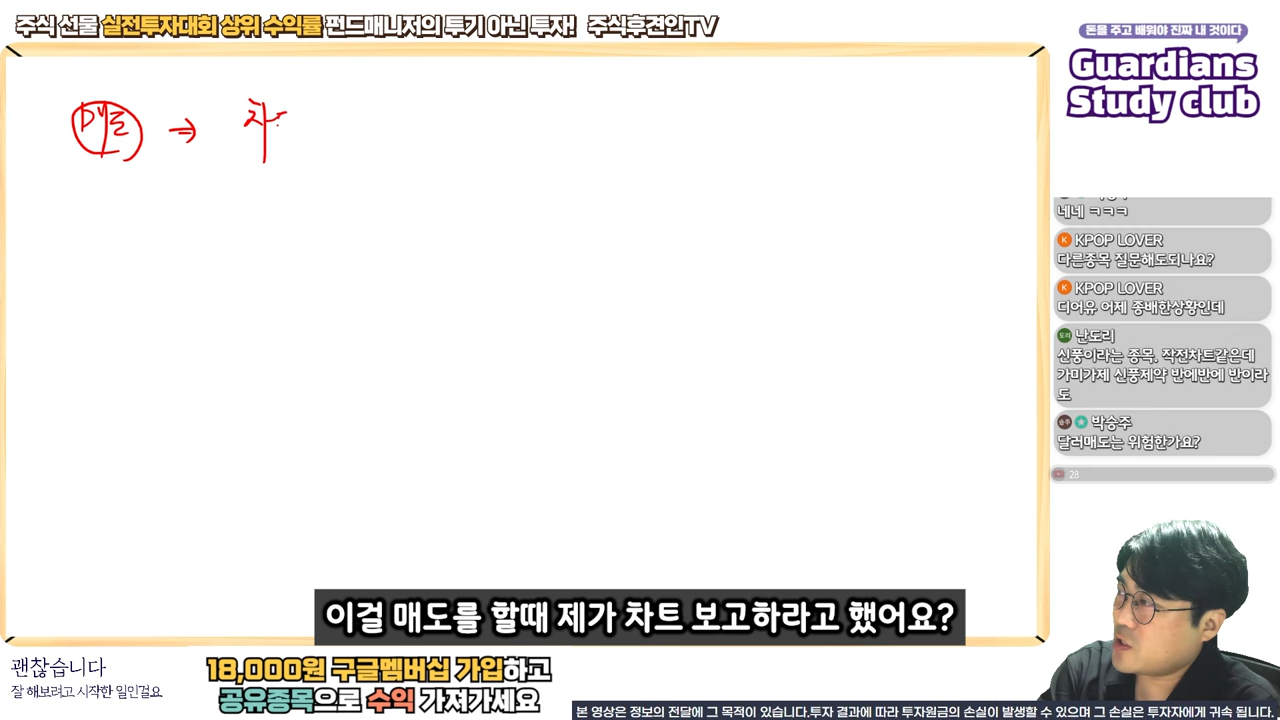 주식 선물 실전투자대회 상위 수익률 펀드매니저의 투기 아닌 투자! 주식후견인TV
돈을 주고 배워야 진짜 내 것이다
Guardians
Study club
매도 → 차
네네 ㅋㅋㅋ
KPOP LOVER
다른종목 질문해도되나요?
KPOP LOVER
디어유 어제 종배한상황인데
도리 난도리
신풍이라는 종목. 작전차트같은데
가미가제 신풍제약 반에반에 반이라
도
승주 박승주
달러매도는 위험한가요?
28
이걸 매도를 할때 제가 차트 보고하라고 했어요?
괜찮습니다
잘 해보려고 시작한 일인걸요
18,000원 구글멤버십 가입하고
공유종목으로 수익 가져가세요
본 영상은 정보의 전달에 그 목적이 있습니다.투자 결과에 따라 투자원금의 손실이 발생할 수 있으며 그 손실은 투자자에게 귀속 됩니다.